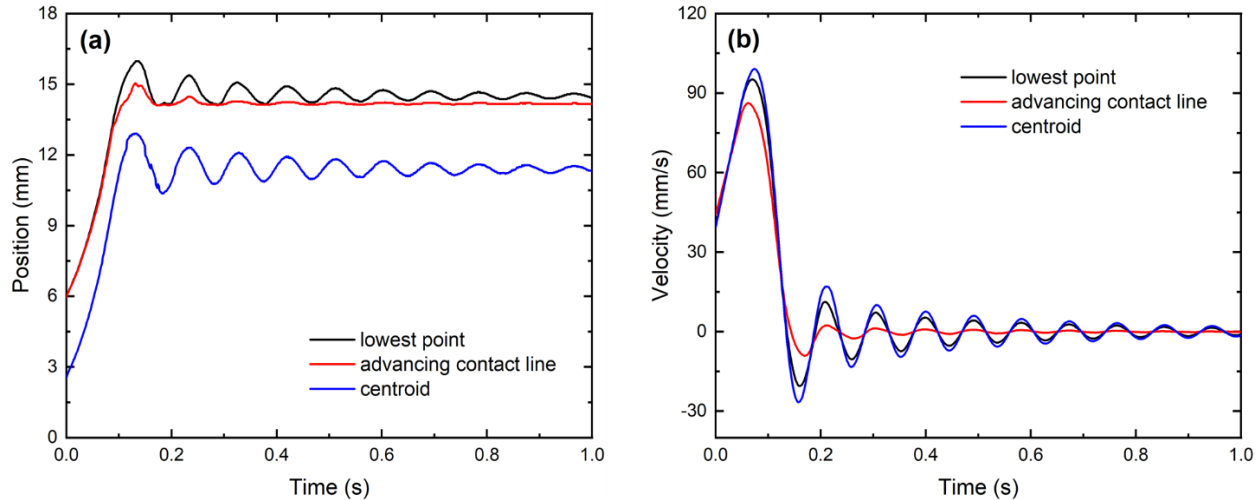 (a)
18
15
12
9
6
3
0
Position (mm)
lowest point
advancing contact line
centroid
0.0 0.2 0.4 0.6 0.8 1.0
Time (s)
(b)
120
90
60
30
0
-30
Velocity (mm/s)
lowest point
advancing contact line
centroid
0.0 0.2 0.4 0.6 0.8 1.0
Time (s)